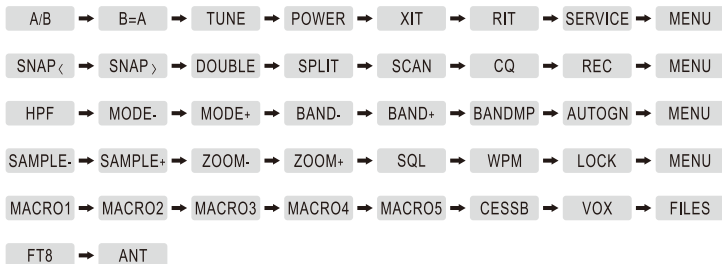 A/B → B=A → TUNE → POWER → XIT → RIT → SERVICE → MENU
SNAP〈 → SNAP〉 → DOUBLE → SPLIT → SCAN → CQ → REC → MENU
HPF → MODE- → MODE+ → BAND- → BAND+ → BANDMP → AUTOGN → MENU
SAMPLE- → SAMPLE+ → ZOOM- → ZOOM+ → SQL → WPM → LOCK → MENU
MACRO1 → MACRO2 → MACRO3 → MACRO4 → MACRO5 → CESSB → VOX → FILES
FT8 → ANT